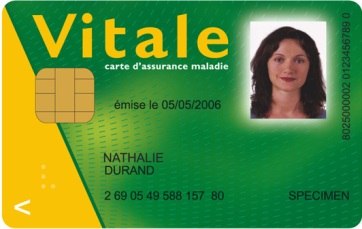 Vitale
carte d'assurance maladie
émise le 05/05/2006
8025000002 0123456789 0
NATHALIE
DURAND
2 69 05 49 588 157 80
SPECIMEN